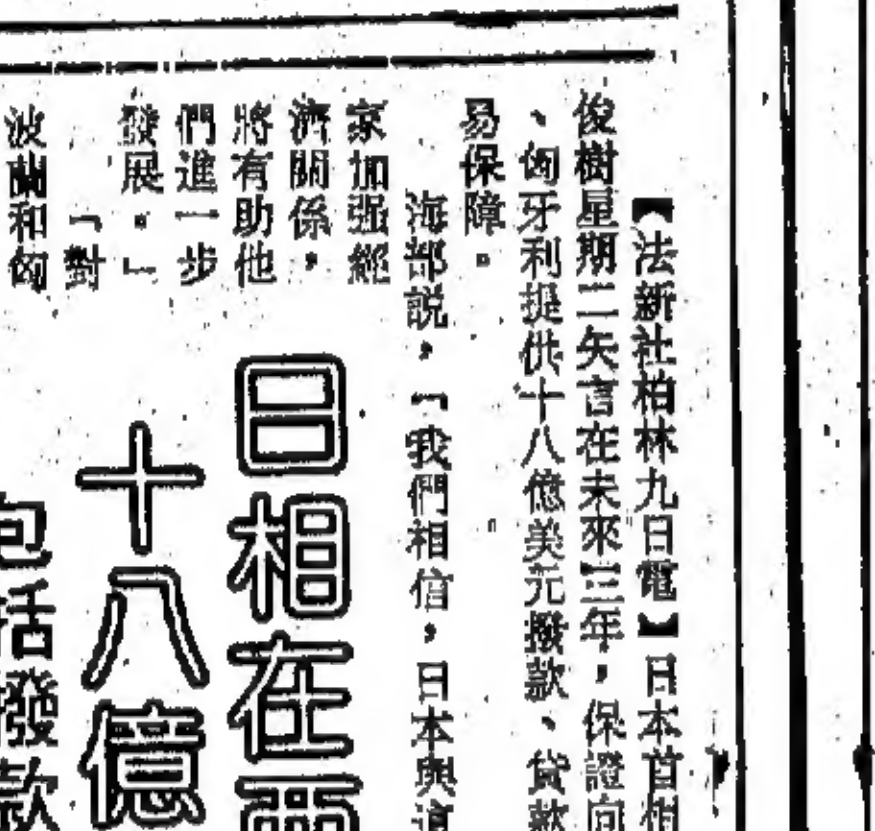 【法新社柏林九日電】日本首相
俊樹星期二矢言在未來三年，保證向
、匈牙利提供十八億美元撥款、貸款
易保障。
海部說，「我們相信，日本與這
家加强經
濟關係，
將有助他
們進一步
發展。」
「對
波蘭和匈
日相在西
十八億
包括撥款